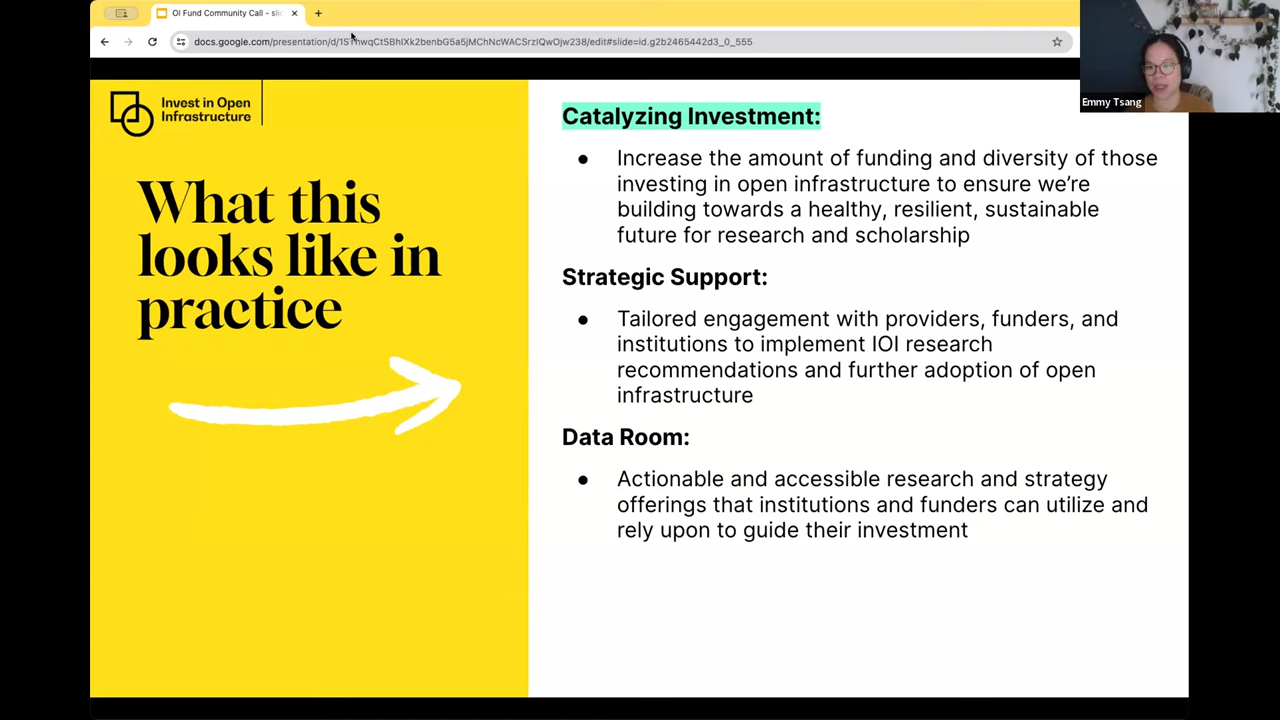 OI Fund Community Call - sli
docs.google.com/presentation/d/
edit#slide=id.g2b2465442d3_0_555
Emmy Tsang
Invest in Open
Infrastructure
What this
looks like in
practice
Catalyzing Investment:
● Increase the amount of funding and diversity of those
investing in open infrastructure to ensure we’re
building towards a healthy, resilient, sustainable
future for research and scholarship
Strategic Support:
● Tailored engagement with providers, funders, and
institutions to implement IOI research
recommendations and further adoption of open
infrastructure
Data Room:
● Actionable and accessible research and strategy
offerings that institutions and funders can utilize and
rely upon to guide their investment